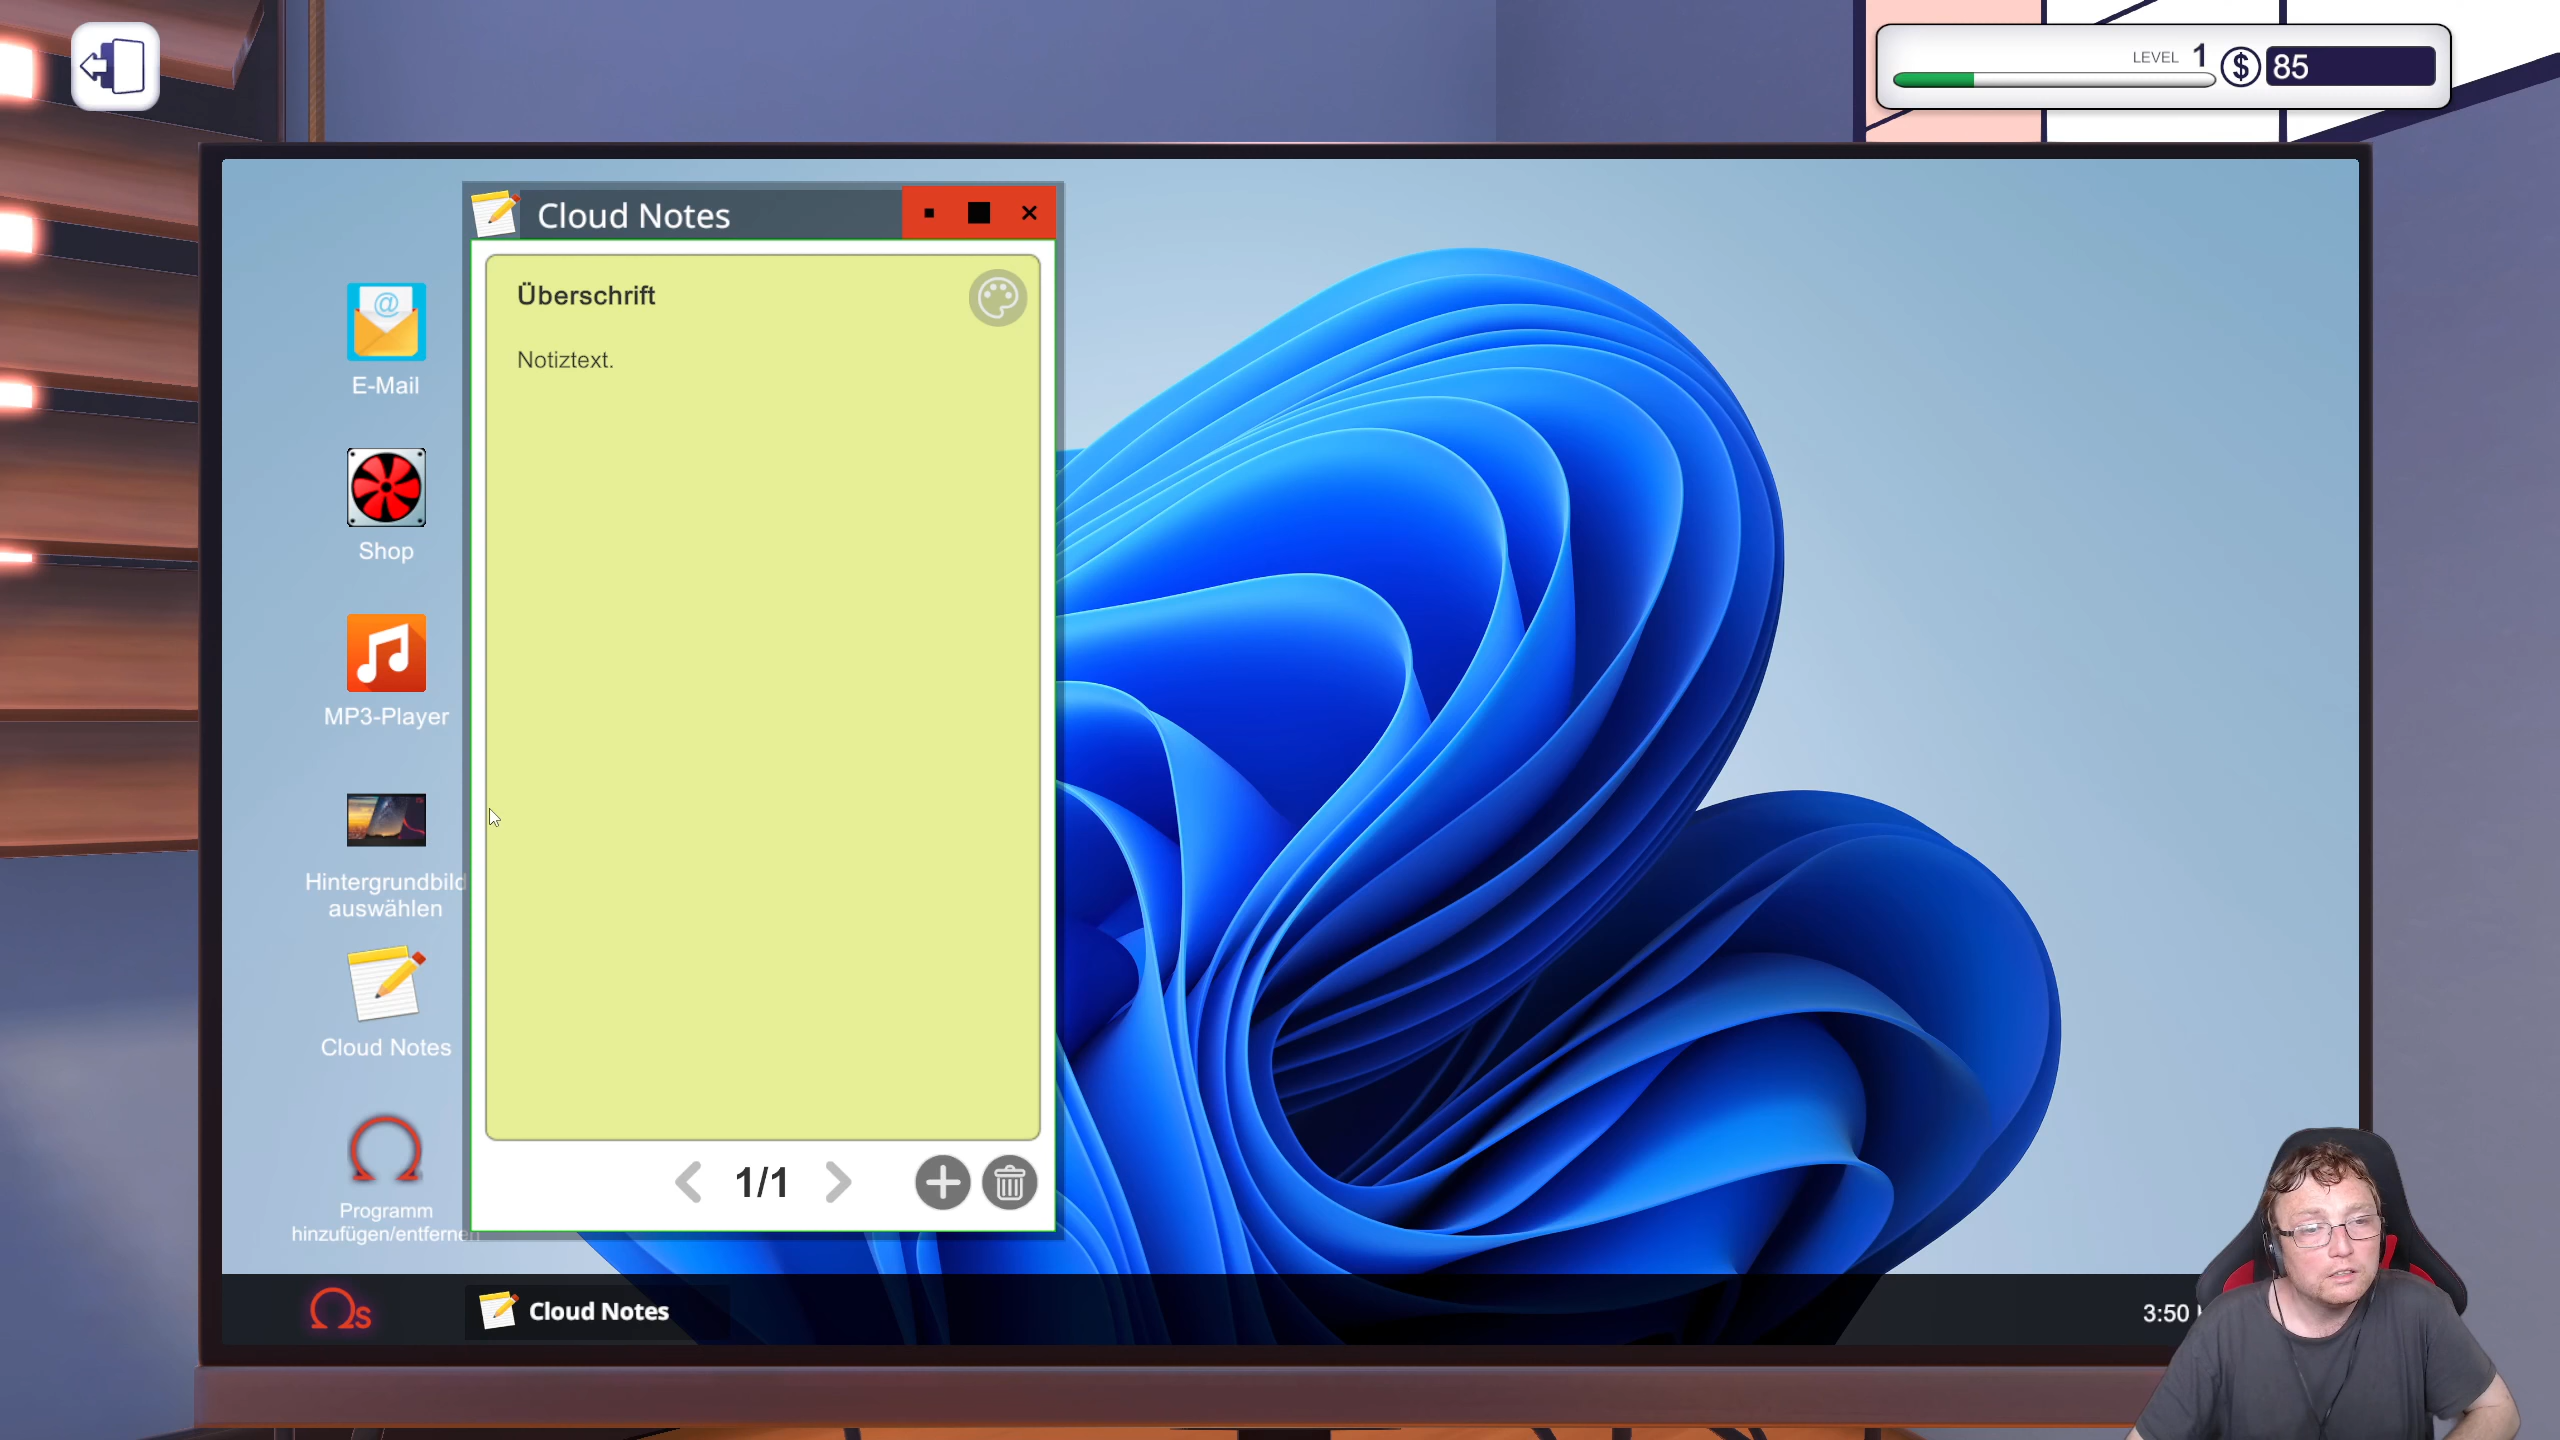 LEVEL 1
85
Cloud Notes
Überschrift
Notiztext.
E-Mail
Shop
MP3-Player
Hintergrundbild
auswählen
Cloud Notes
Programm
hinzufügen/entfernen
1/1
Cloud Notes
3:50